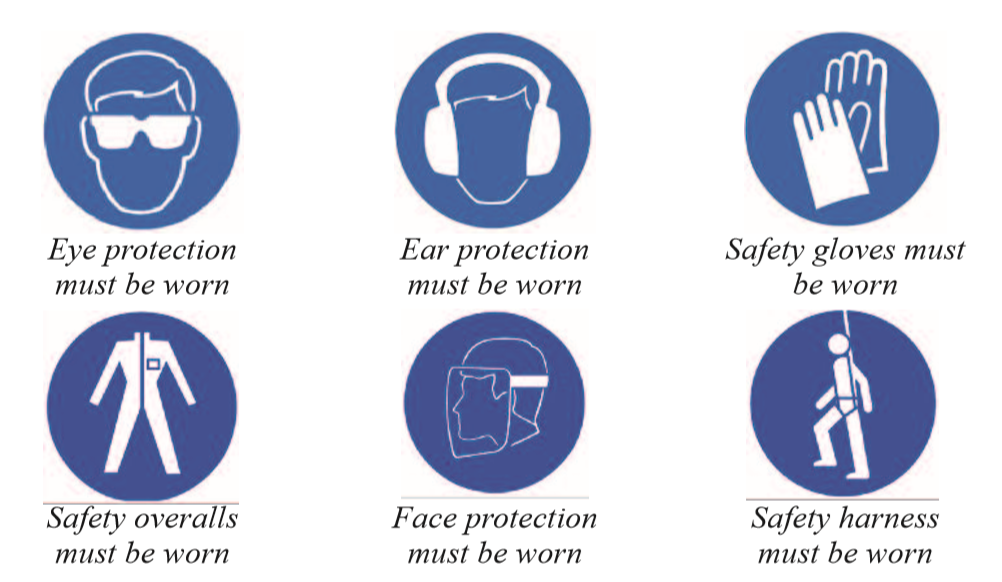 Eye protection
must be worn
Ear protection
must be worn
Safety gloves must
be worn
Safety overalls
must be worn
Face protection
must be worn
Safety harness
must be worn